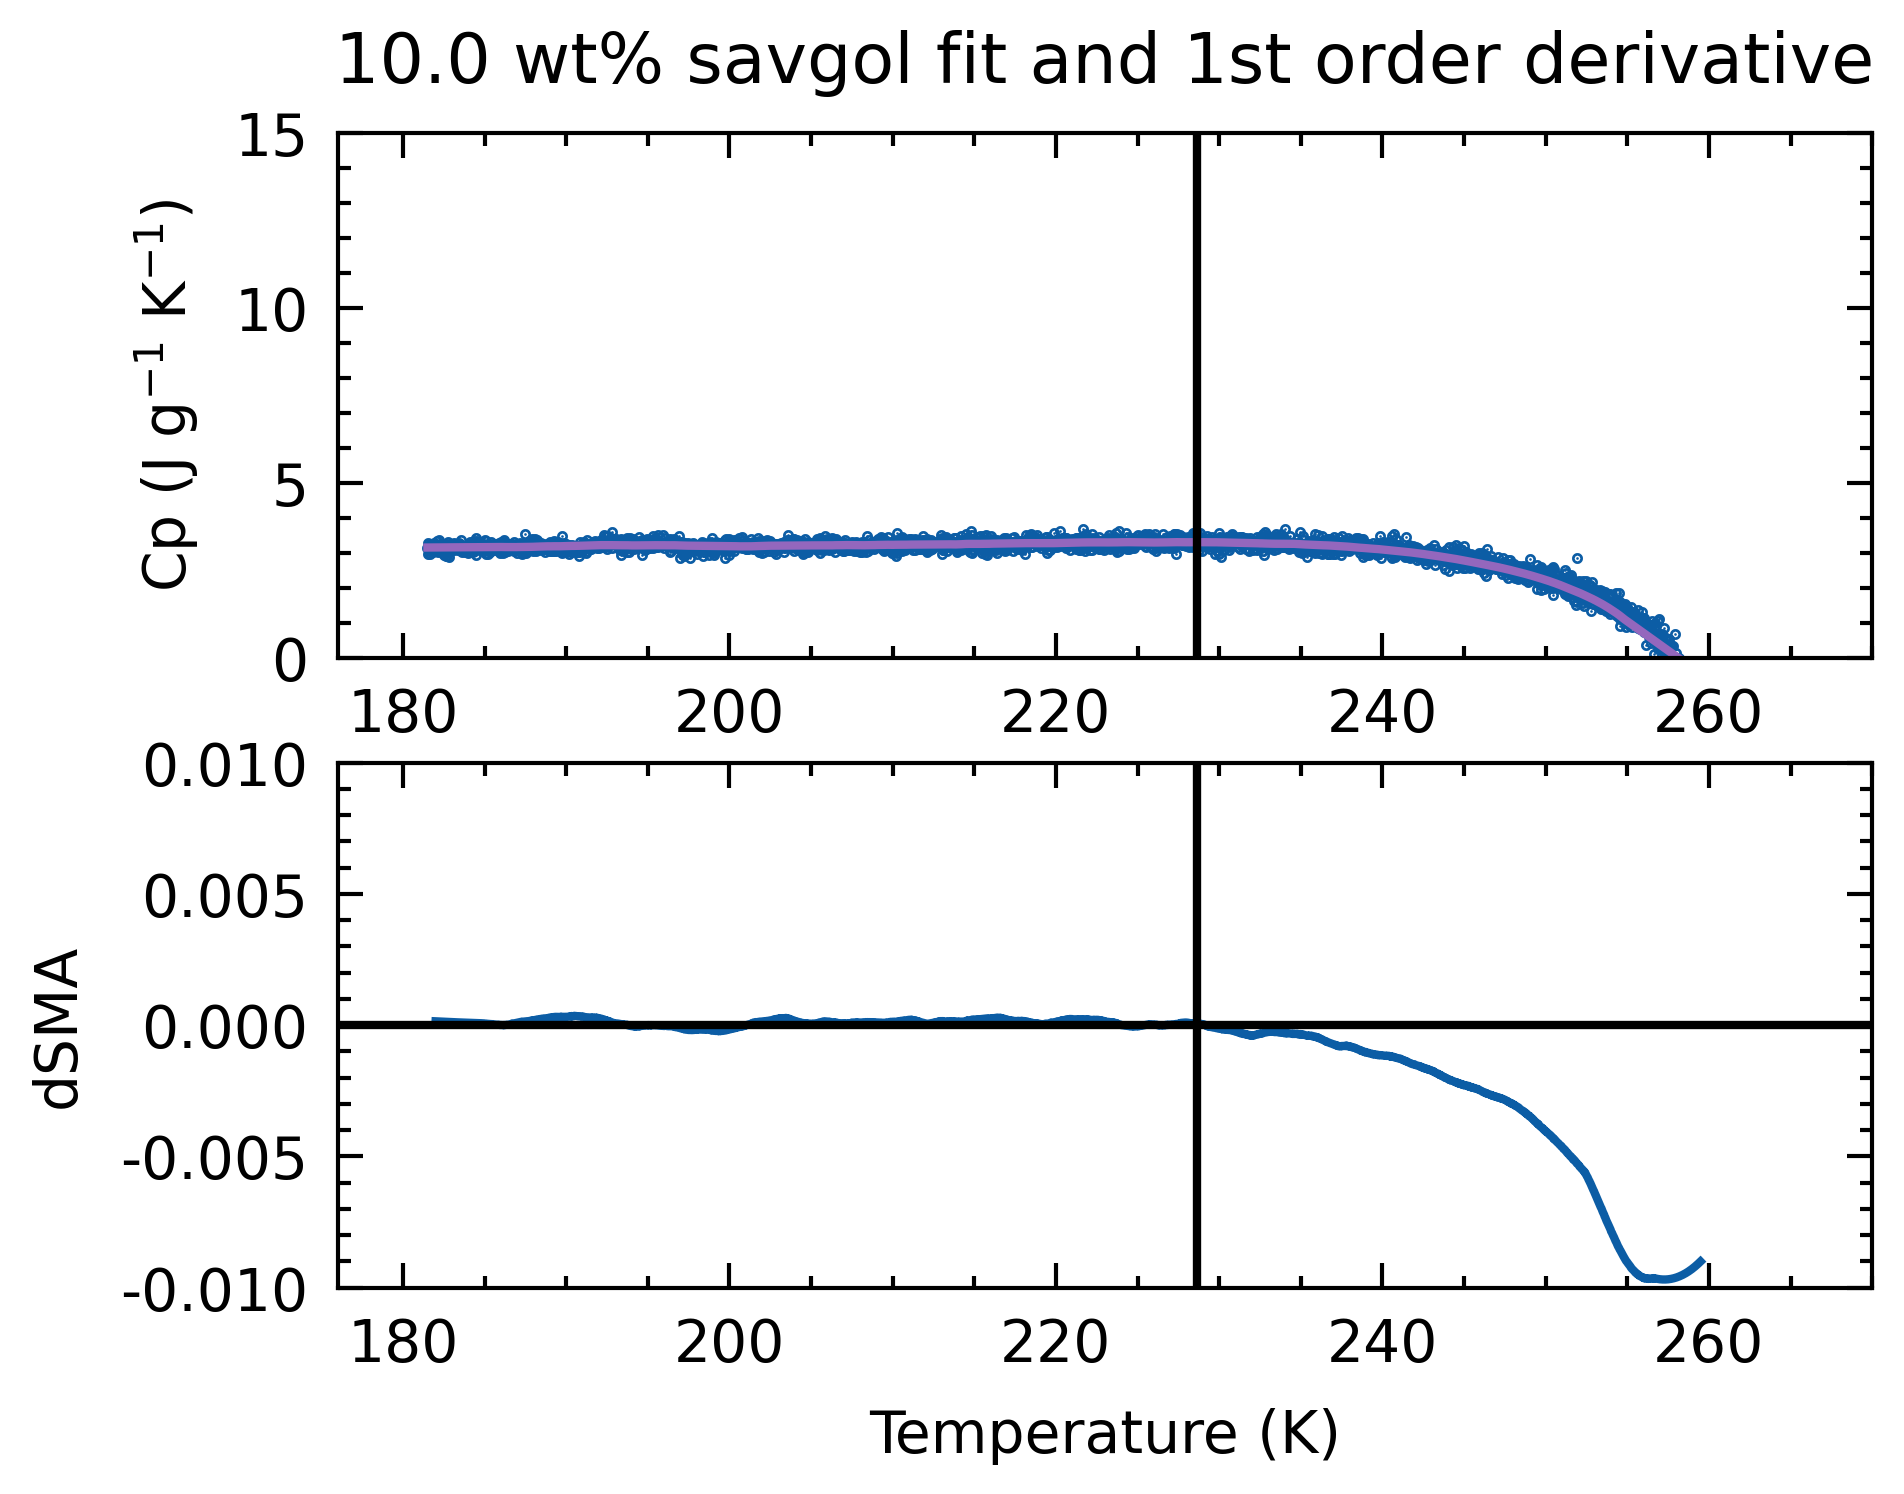 10.0 wt% savgol fit and 1st order derivative
15
10
5
0
Cp (J g⁻¹ K⁻¹)
180 200 220 240 260
0.010
0.005
0.000
-0.005
-0.010
dSMA
180 200 220 240 260
Temperature (K)